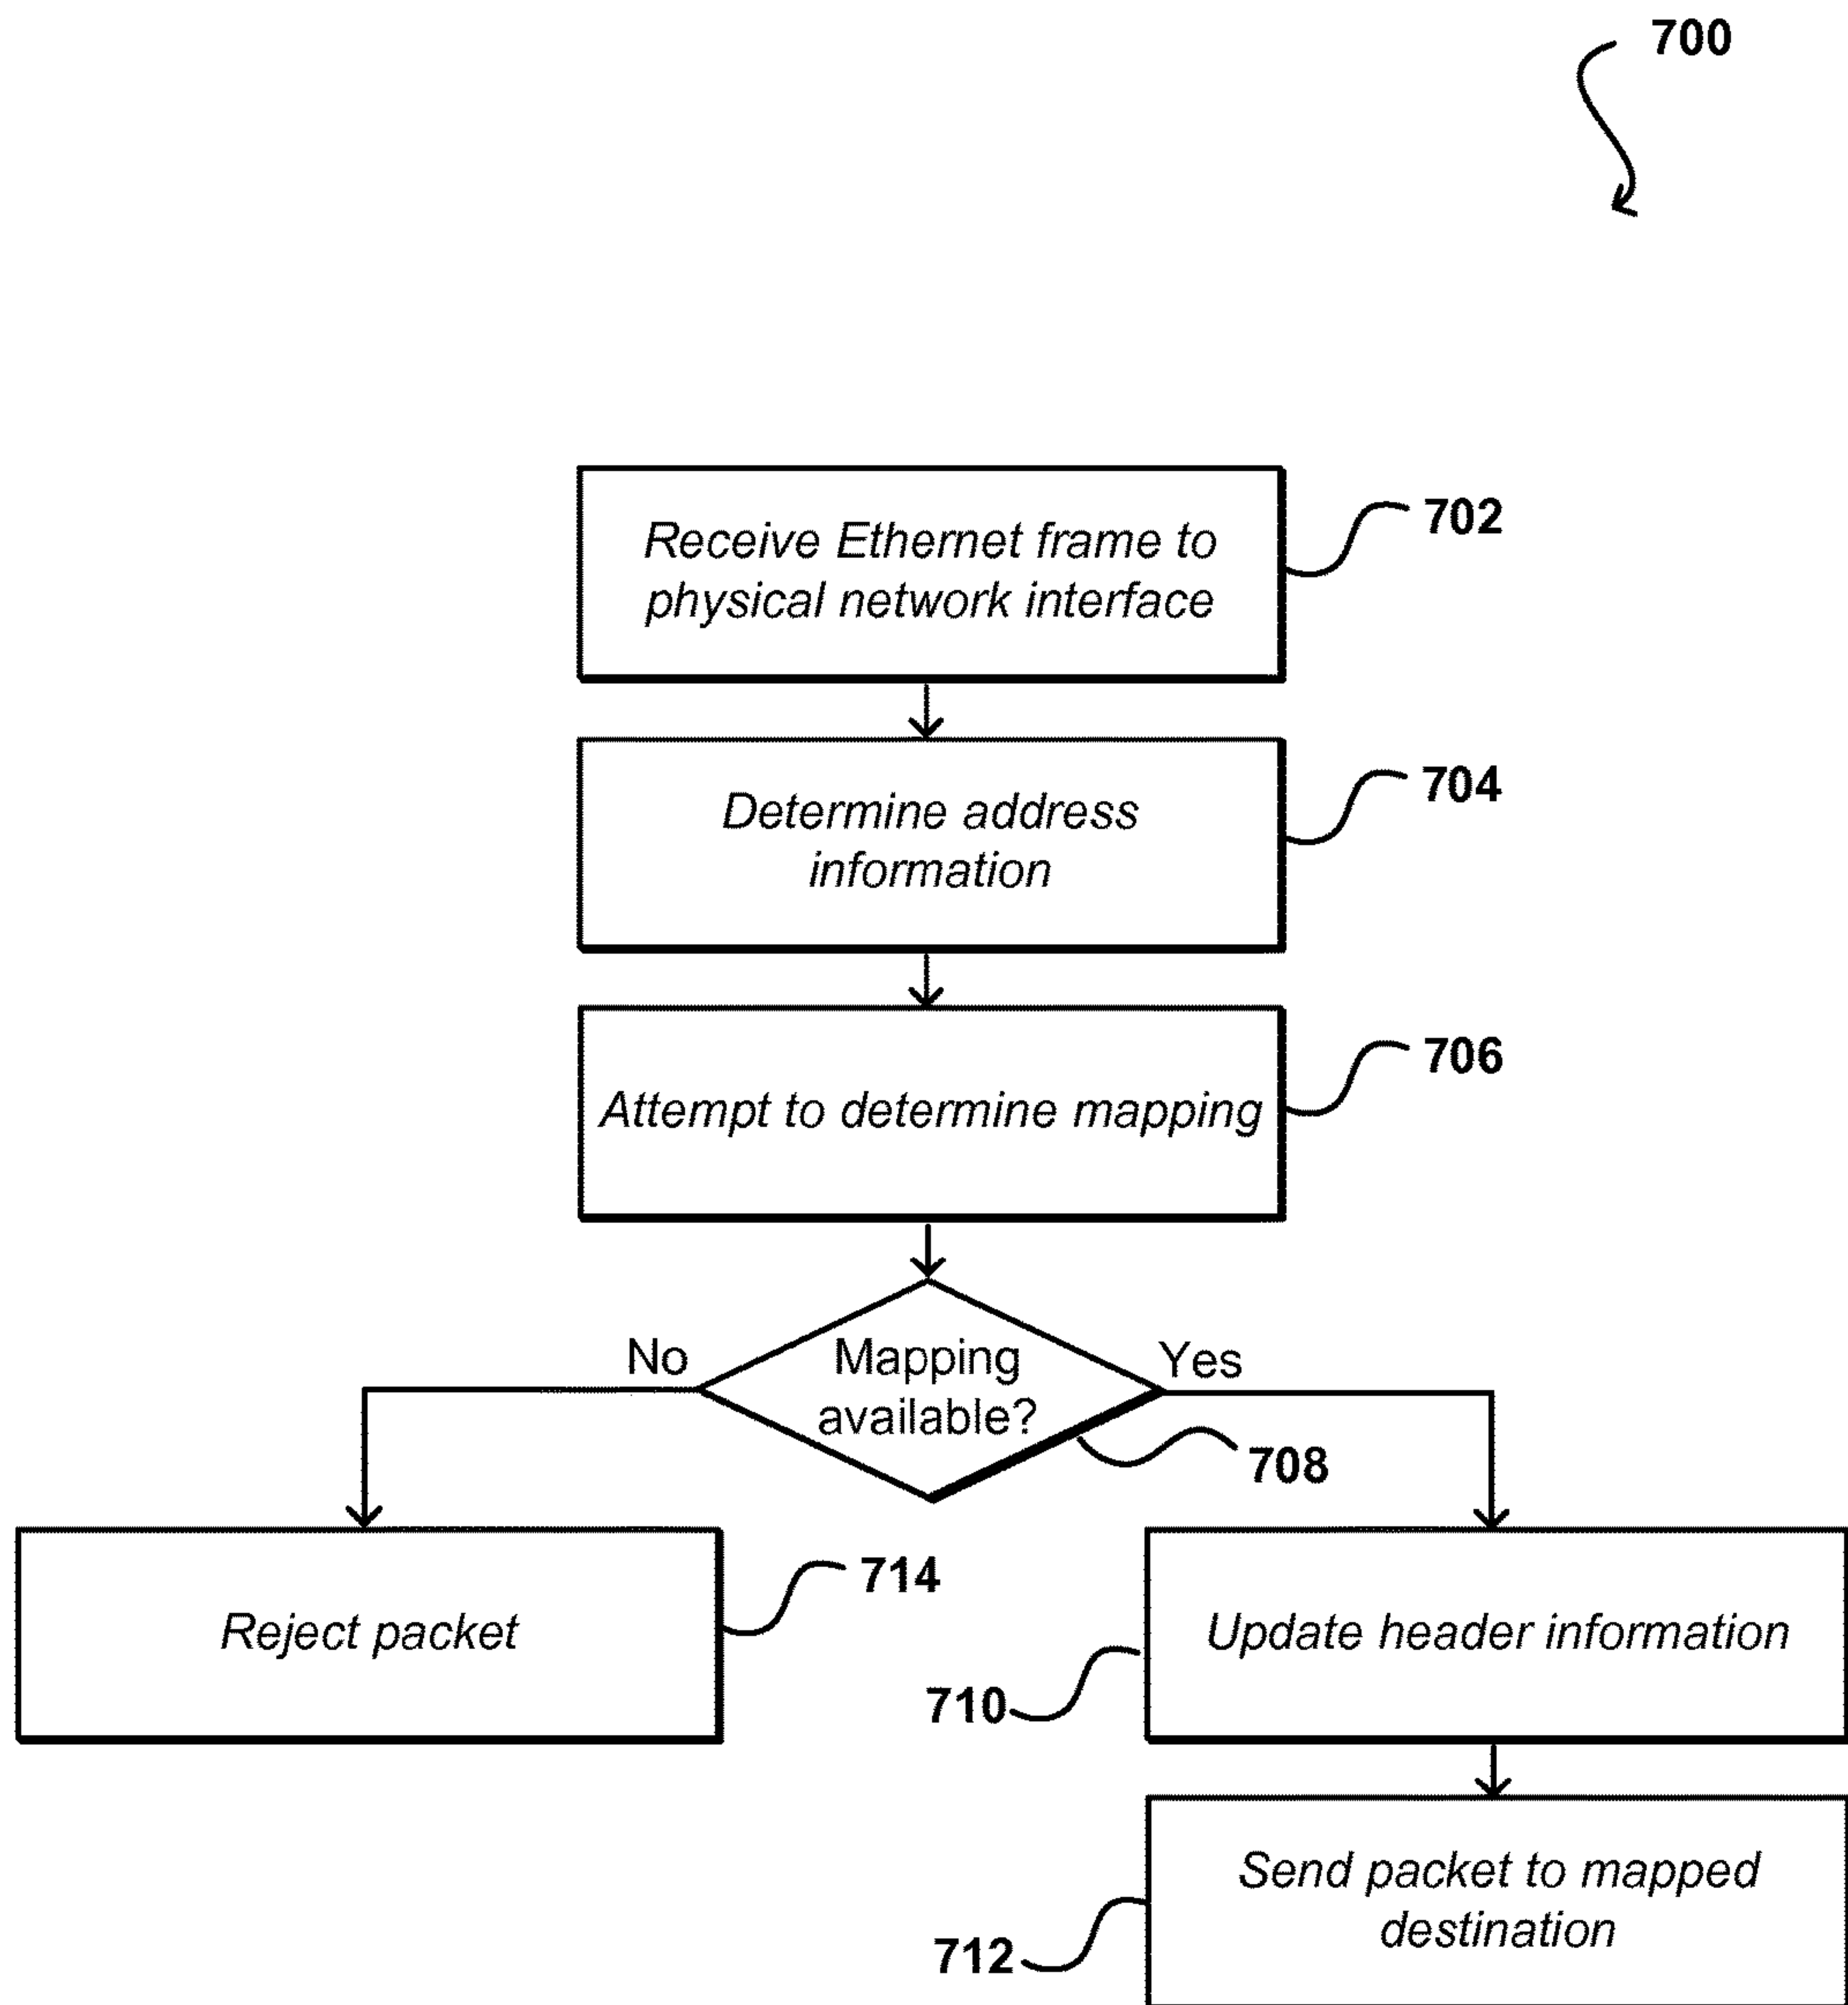 700
Receive Ethernet frame to
physical network interface
702
Determine address
information
704
Attempt to determine mapping
706
No
Mapping
available?
Yes
708
Reject packet
714
Update header information
710
Send packet to mapped
destination
712